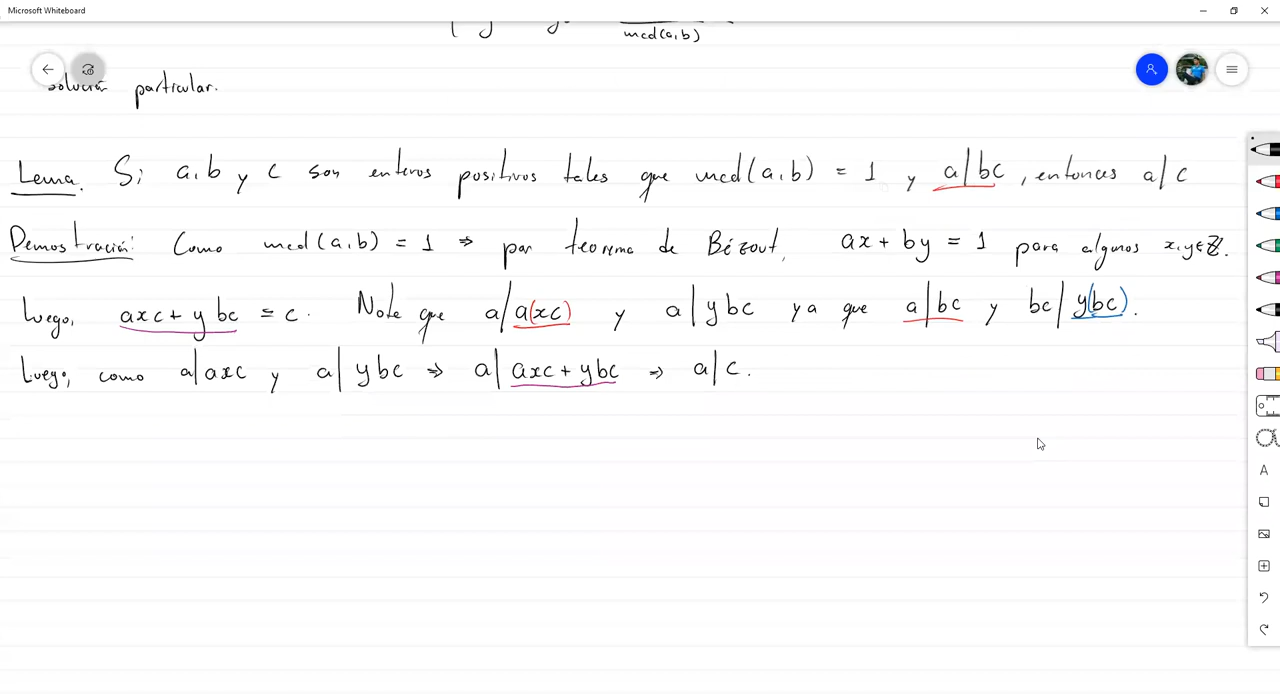 Microsoft Whiteboard
mcd(a,b)
solución particular.
Lema. Si a,b y c son enteros positivos tales que mcd(a,b) = 1 y a|bc, entonces a|c
Demostración: Como mcd(a,b) = 1 ⇒ por teorema de Bézout, ax + by = 1 para algunos x,y∈ℤ.
Luego, axc + ybc = c. Note que a|a(xc) y a|ybc ya que a|bc y bc|y(bc).
Luego, como a|axc y a|ybc ⇒ a|axc + ybc ⇒ a|c.
A